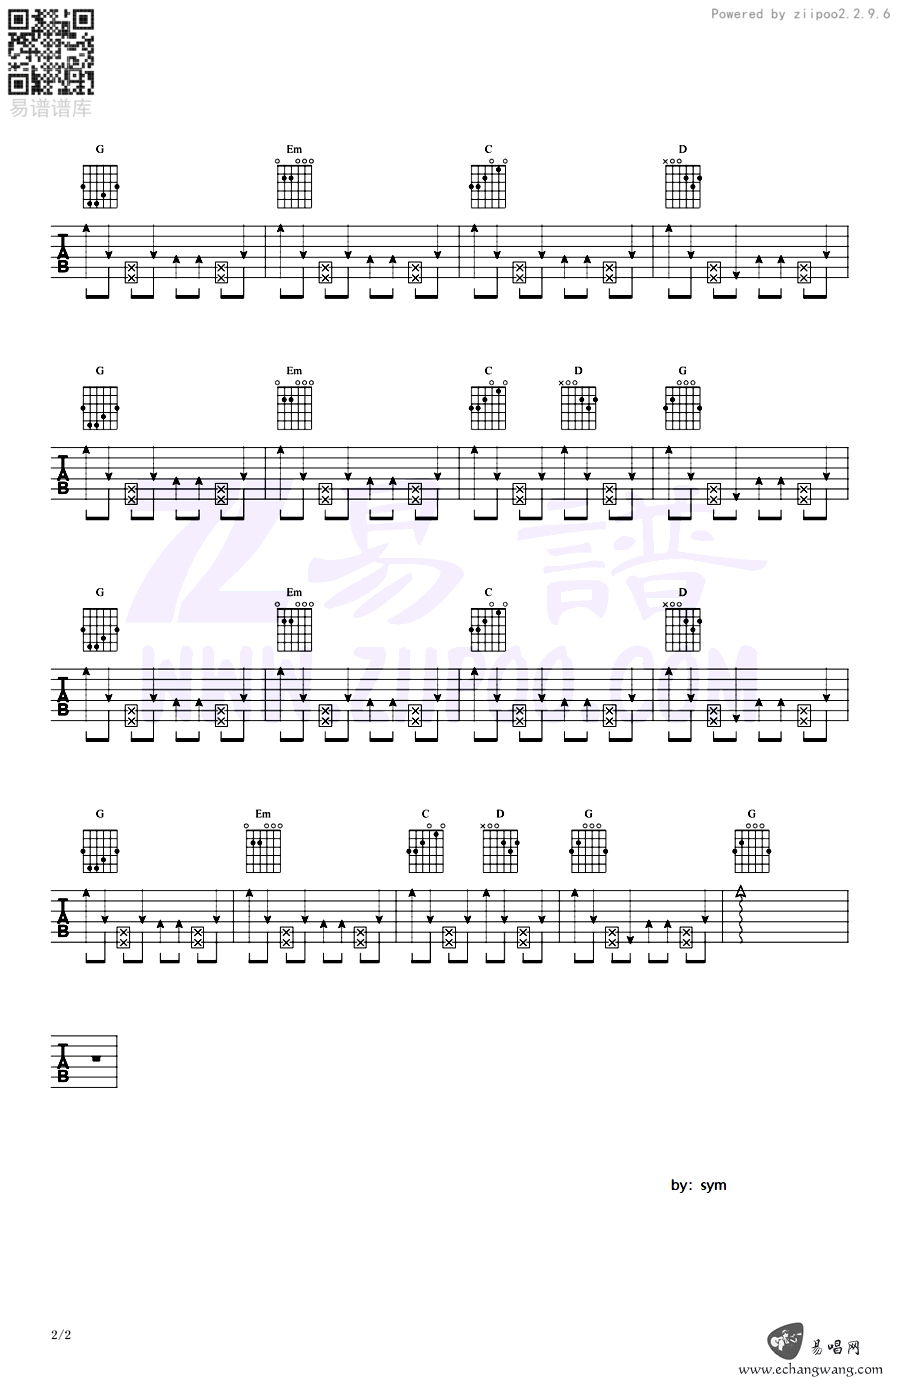 Powered by ziipoo2.2.9.6
易谱谱库
G Em C D
TAB
G Em C D G
TAB
易譜
G Em C D
WWW.ZIIPOO.COM
TAB
G Em C D G G
TAB
TAB
by: sym
2/2
易唱网
www.echangwang.com